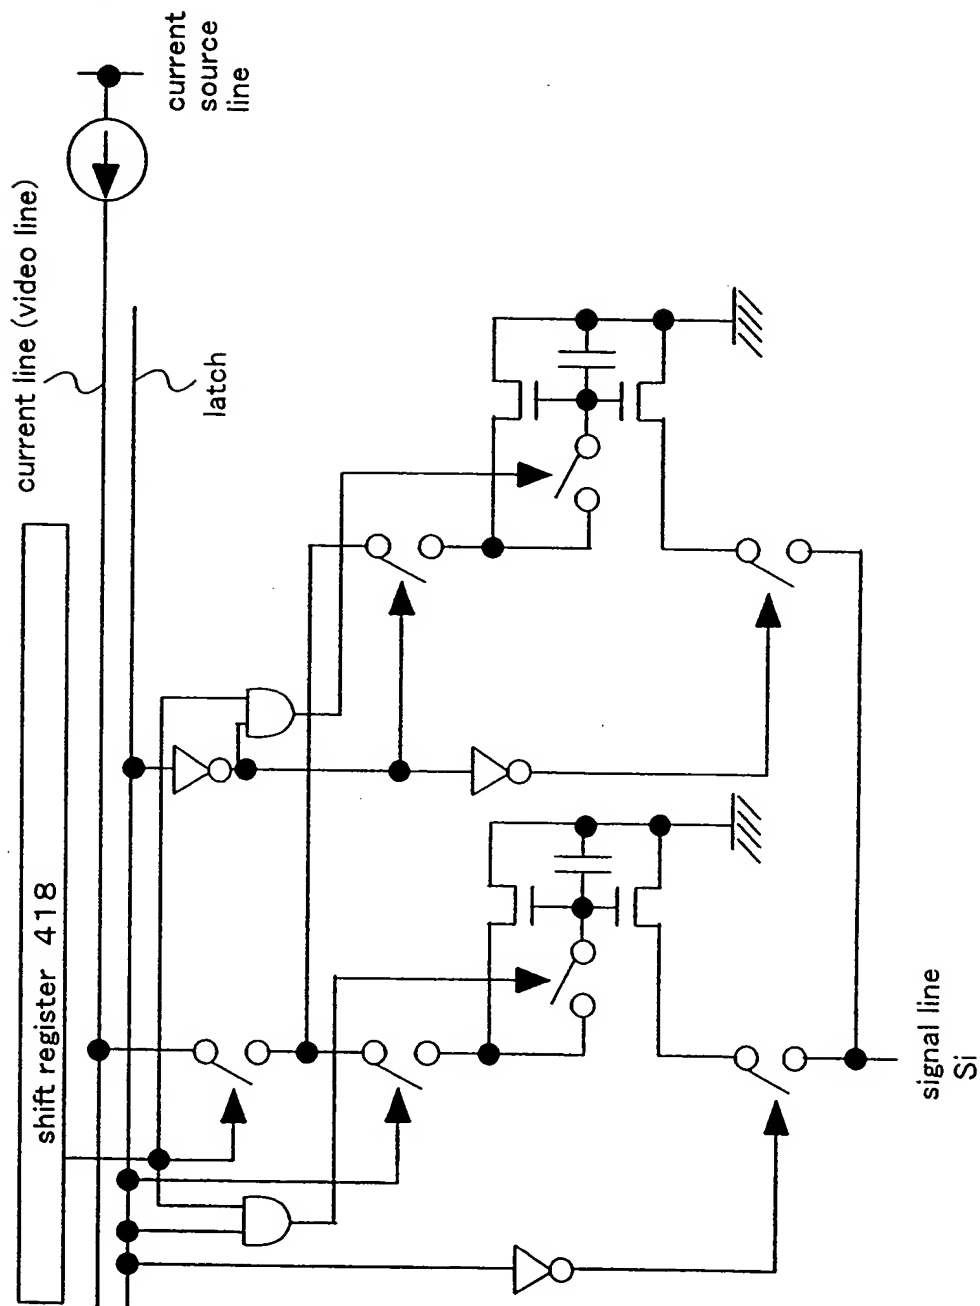 shift register 418
current line (video line)
current
source
line
latch
signal line
Si